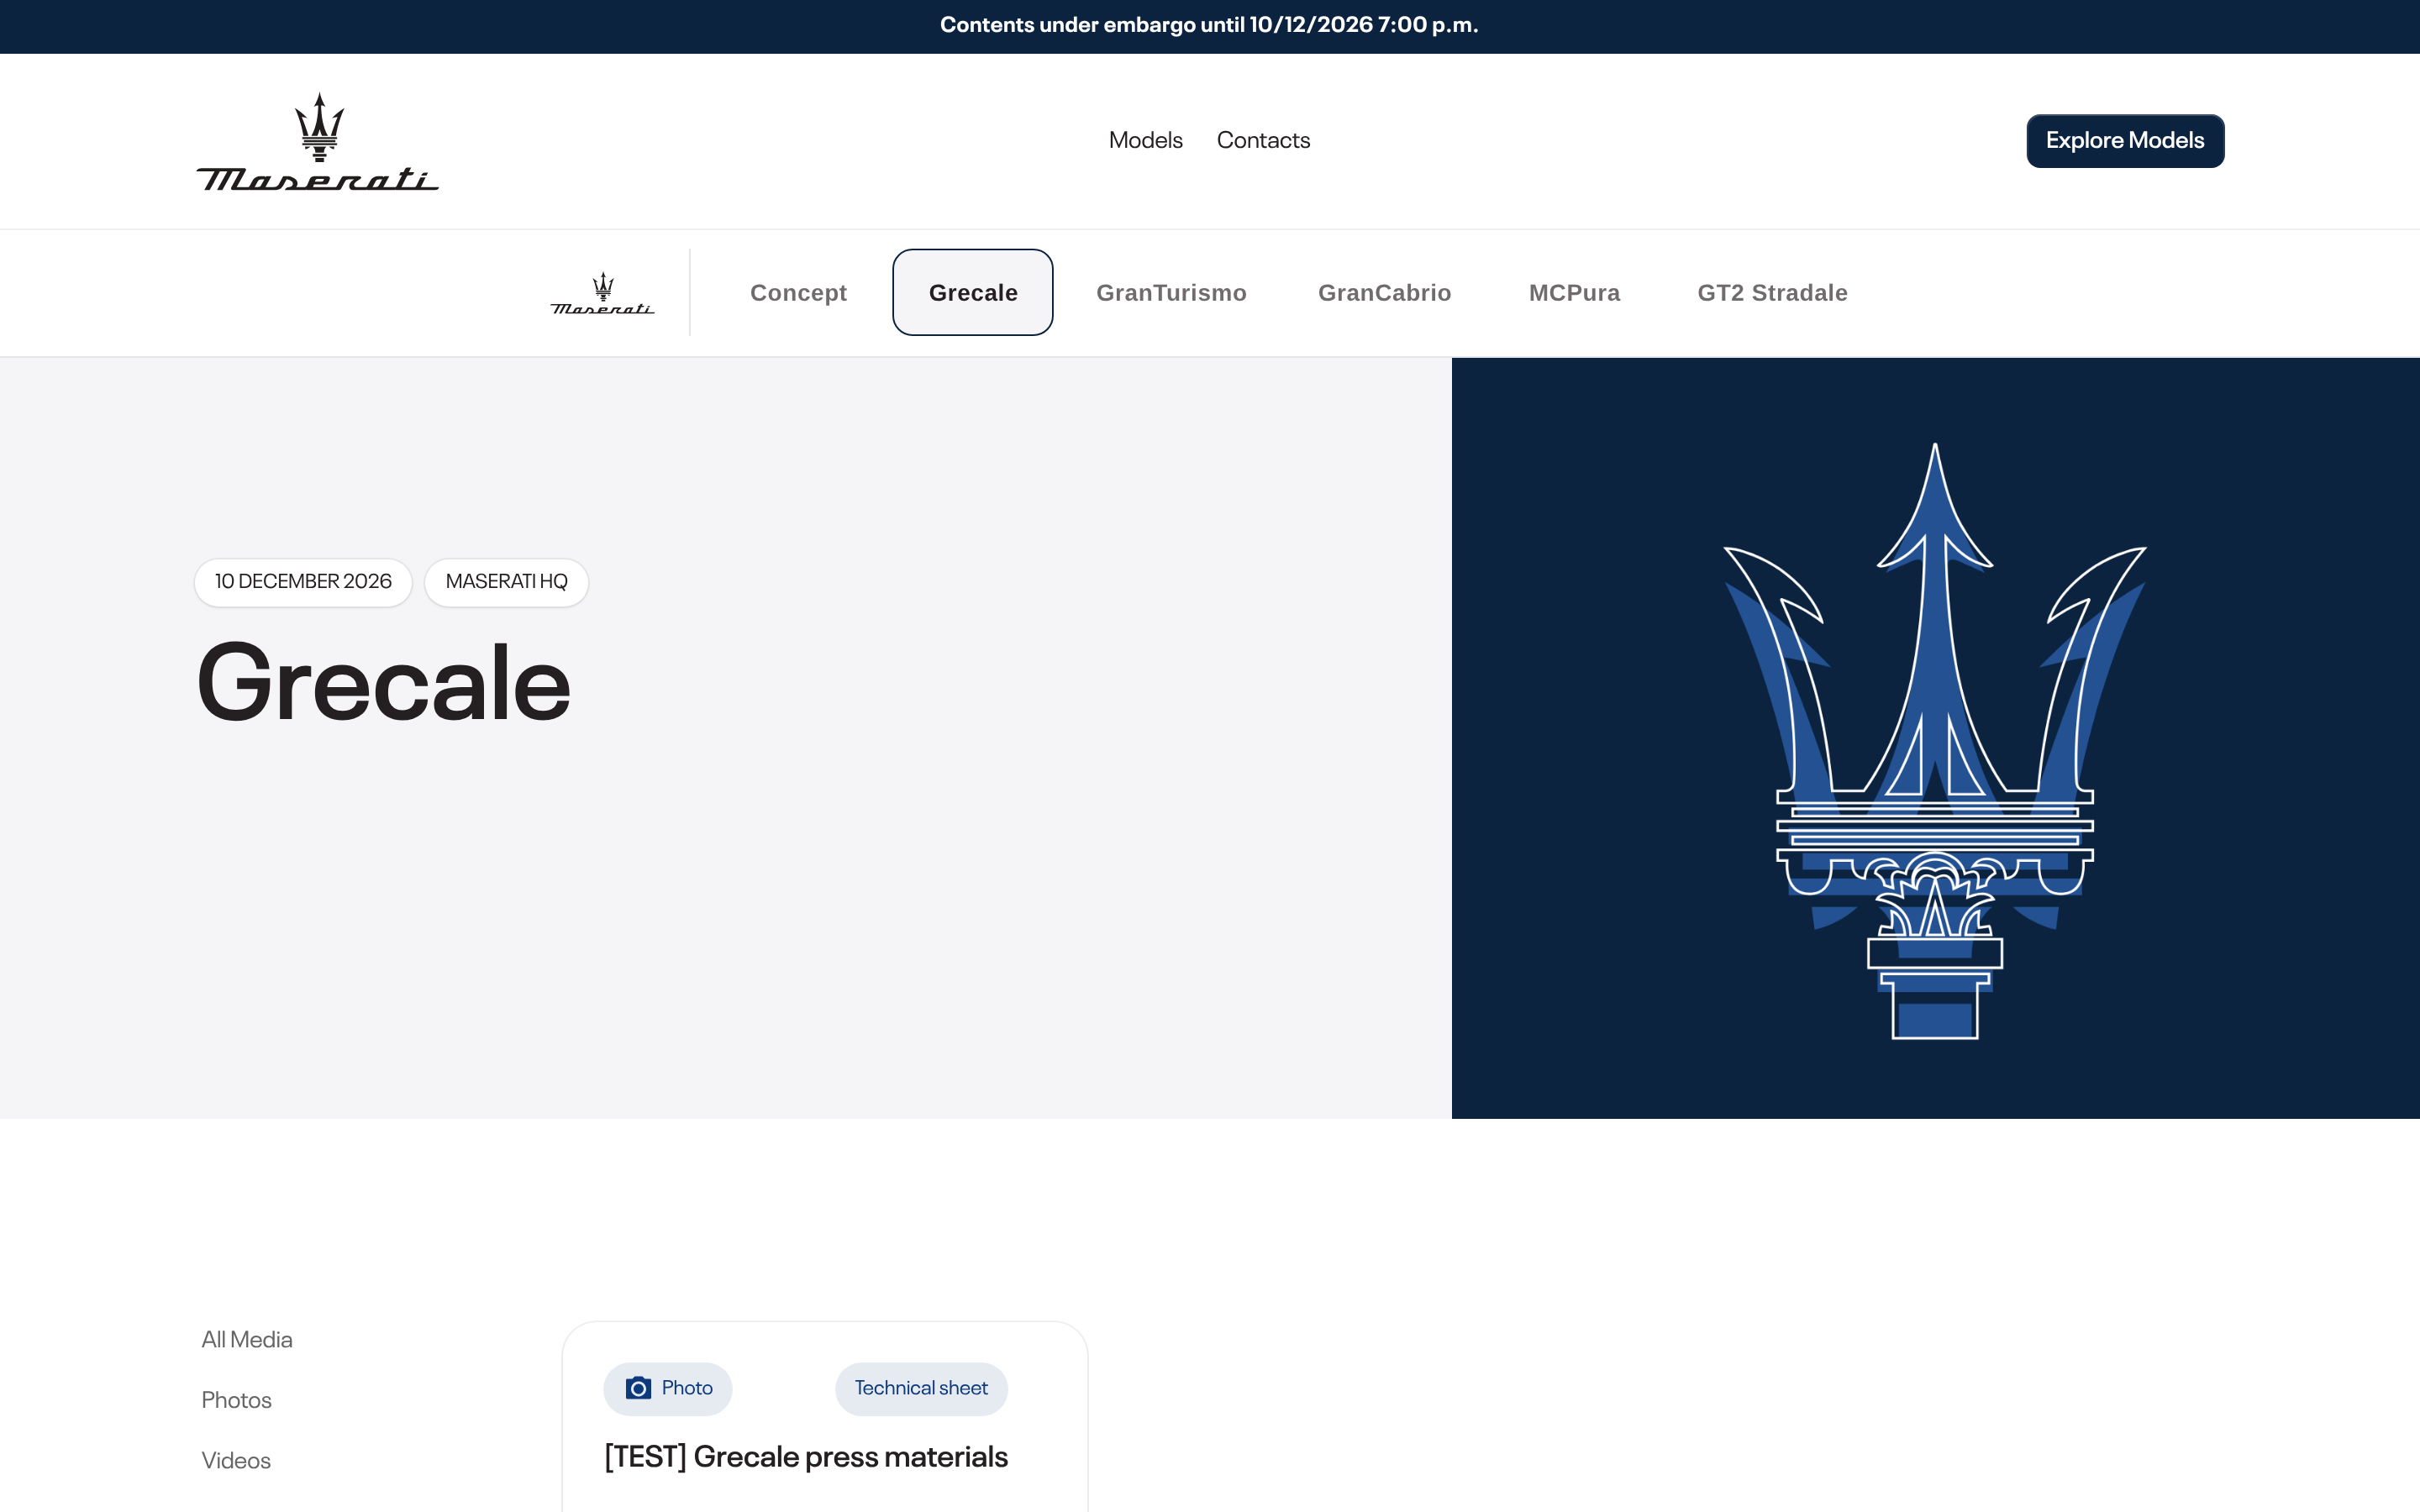 Contents under embargo until 10/12/2026 7:00 p.m.
Maserati
Models
Contacts
Explore Models
Maserati
Concept
Grecale
GranTurismo
GranCabrio
MCPura
GT2 Stradale
10 DECEMBER 2026
MASERATI HQ
Grecale
All Media
Photos
Videos
Photo
Technical sheet
[TEST] Grecale press materials